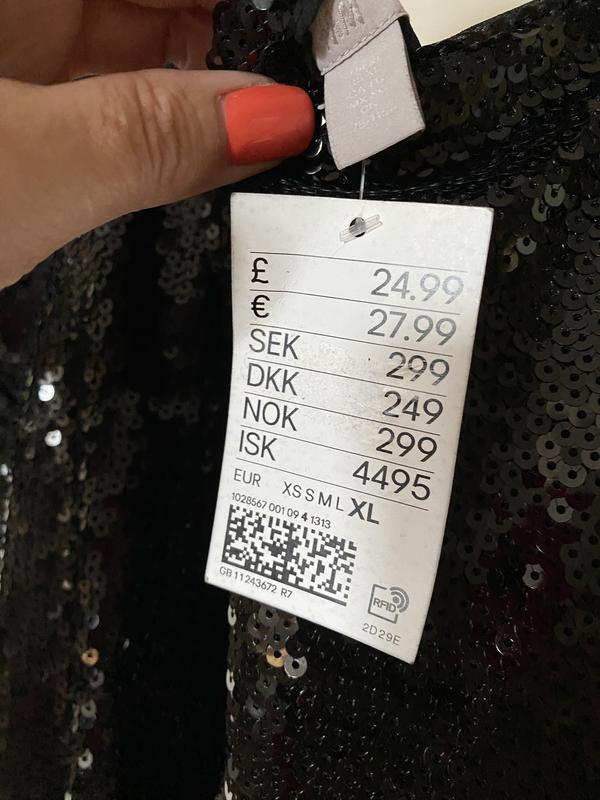 £ 24.99
€ 27.99
SEK 299
DKK 249
NOK 299
ISK 4495
EUR XS S M L XL
1028567 001 09 4 1313
GB 11243672 R7
RFID
2D29E